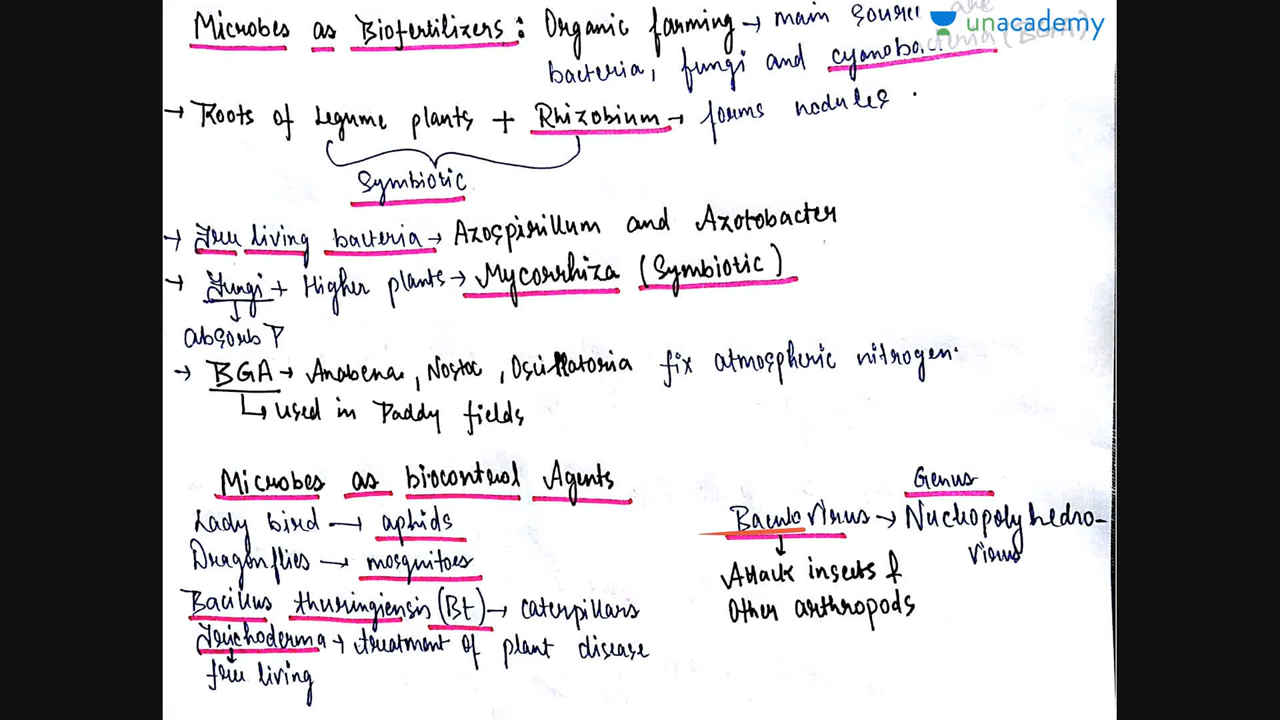 Microbes as Biofertilizers: Organic farming → main source are
unacademy
bacteria, fungi and cyanobac
→ Roots of Legume plants + Rhizobium → forms nodules.
Symbiotic
→ Free living bacteria → Azospirillum and Azotobacter
→ Fungi + Higher plants → Mycorrhiza (Symbiotic)
absorb P
→ BGA → Anabena, Nostoc, Oscillatoria fix atmospheric nitrogen.
↳ used in Paddy fields
Microbes as biocontrol Agents
Lady bird → aphids
Dragonflies → mosquitoes
Bacillus thuringiensis (Bt) → caterpillars
Trichoderma → treatment of plant disease
free living
Genus
Baculovirus → Nucleopolyhedro-
virus
Attack insects &
other arthropods